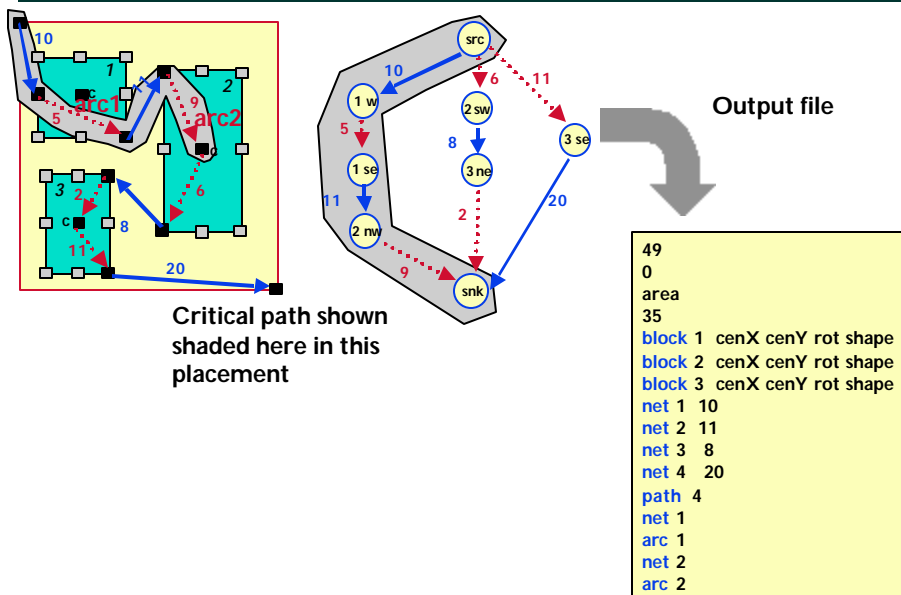 10
1
c
5
arc1
11
9
2
arc2
c
6
3
2
c
11
8
20
Critical path shown
shaded here in this
placement
src
10
6
11
1 w
2 sw
5
8
3 se
1 se
3 ne
11
2
20
2 nw
9
snk
Output file
49
0
area
35
block 1 cenX cenY rot shape
block 2 cenX cenY rot shape
block 3 cenX cenY rot shape
net 1 10
net 2 11
net 3 8
net 4 20
path 4
net 1
arc 1
net 2
arc 2